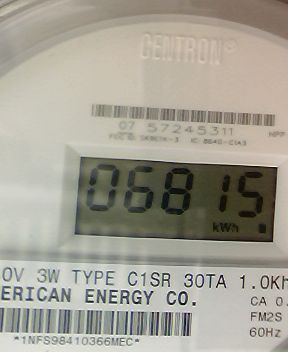 CENTRON®
07 57245311
06815
kWh
0V 3W TYPE C1SR 30TA 1.0Kh
ERICAN ENERGY CO.
CA 0.
FM2S
60Hz
*1NFS98410366MEC*